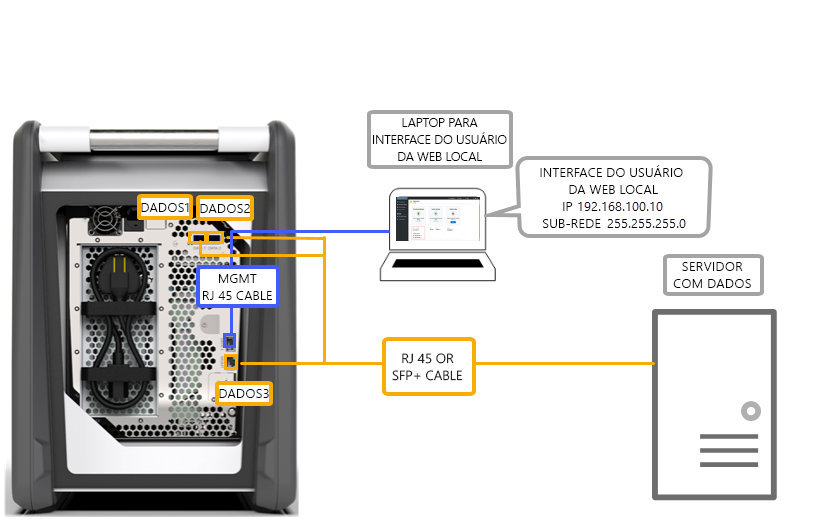 LAPTOP PARA
INTERFACE DO USUÁRIO
DA WEB LOCAL
INTERFACE DO USUÁRIO
DA WEB LOCAL
IP 192.168.100.10
SUB-REDE 255.255.255.0
DADOS1
DADOS2
MGMT
RJ 45 CABLE
SERVIDOR
COM DADOS
RJ 45 OR
SFP+ CABLE
DADOS3